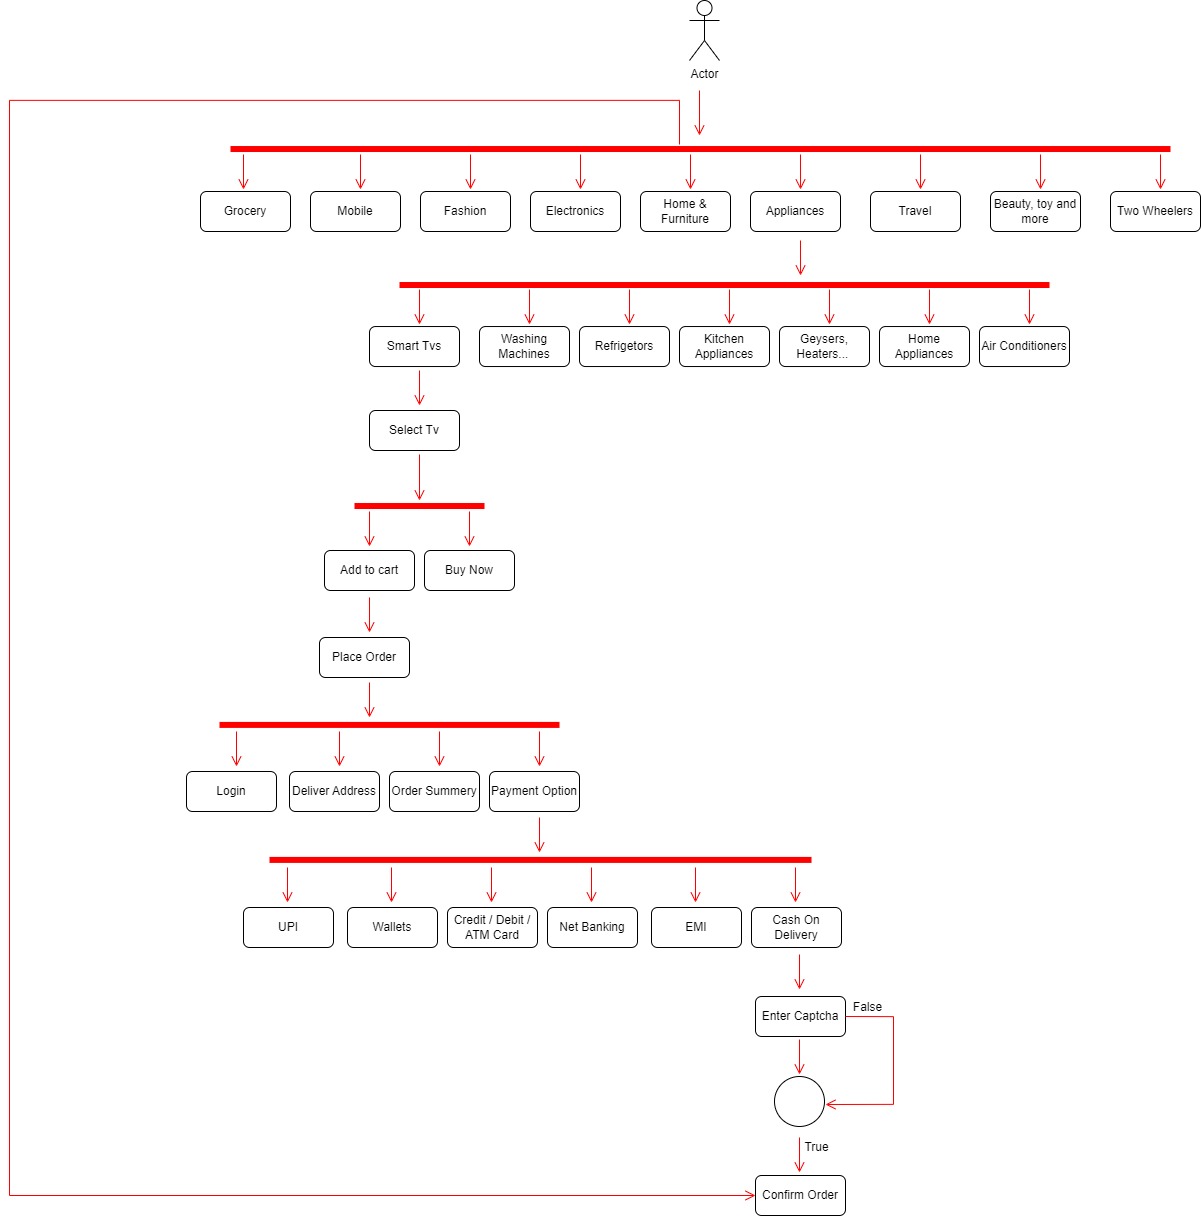 Actor
Grocery
Mobile
Fashion
Electronics
Home &
Furniture
Appliances
Travel
Beauty, toy and
more
Two Wheelers
Smart Tvs
Washing
Machines
Refrigetors
Kitchen
Appliances
Geysers,
Heaters...
Home
Appliances
Air Conditioners
Select Tv
Add to cart
Buy Now
Place Order
Login
Deliver Address
Order Summery
Payment Option
UPI
Wallets
Credit / Debit /
ATM Card
Net Banking
EMI
Cash On
Delivery
Enter Captcha
False
True
Confirm Order